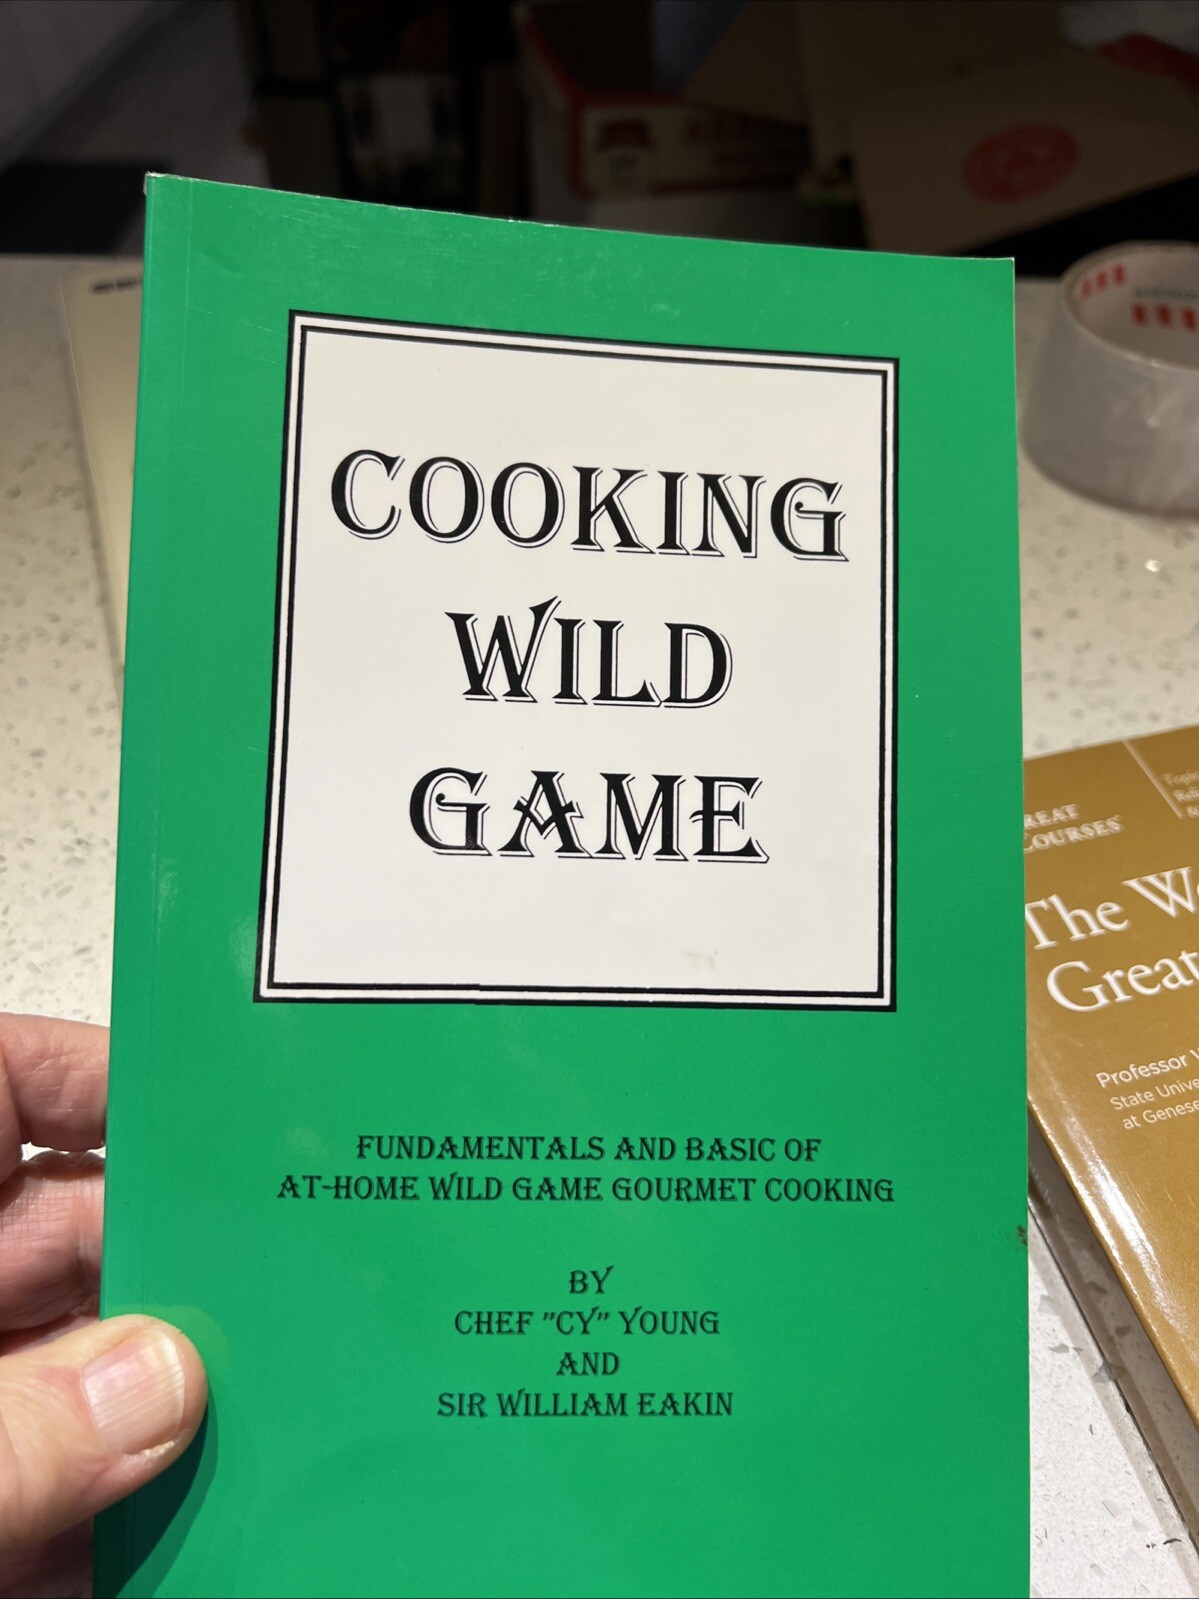 COOKING
WILD
GAME
FUNDAMENTALS AND BASIC OF
AT-HOME WILD GAME GOURMET COOKING
BY
CHEF "CY" YOUNG
AND
SIR WILLIAM EAKIN
The
Great
Professor
at